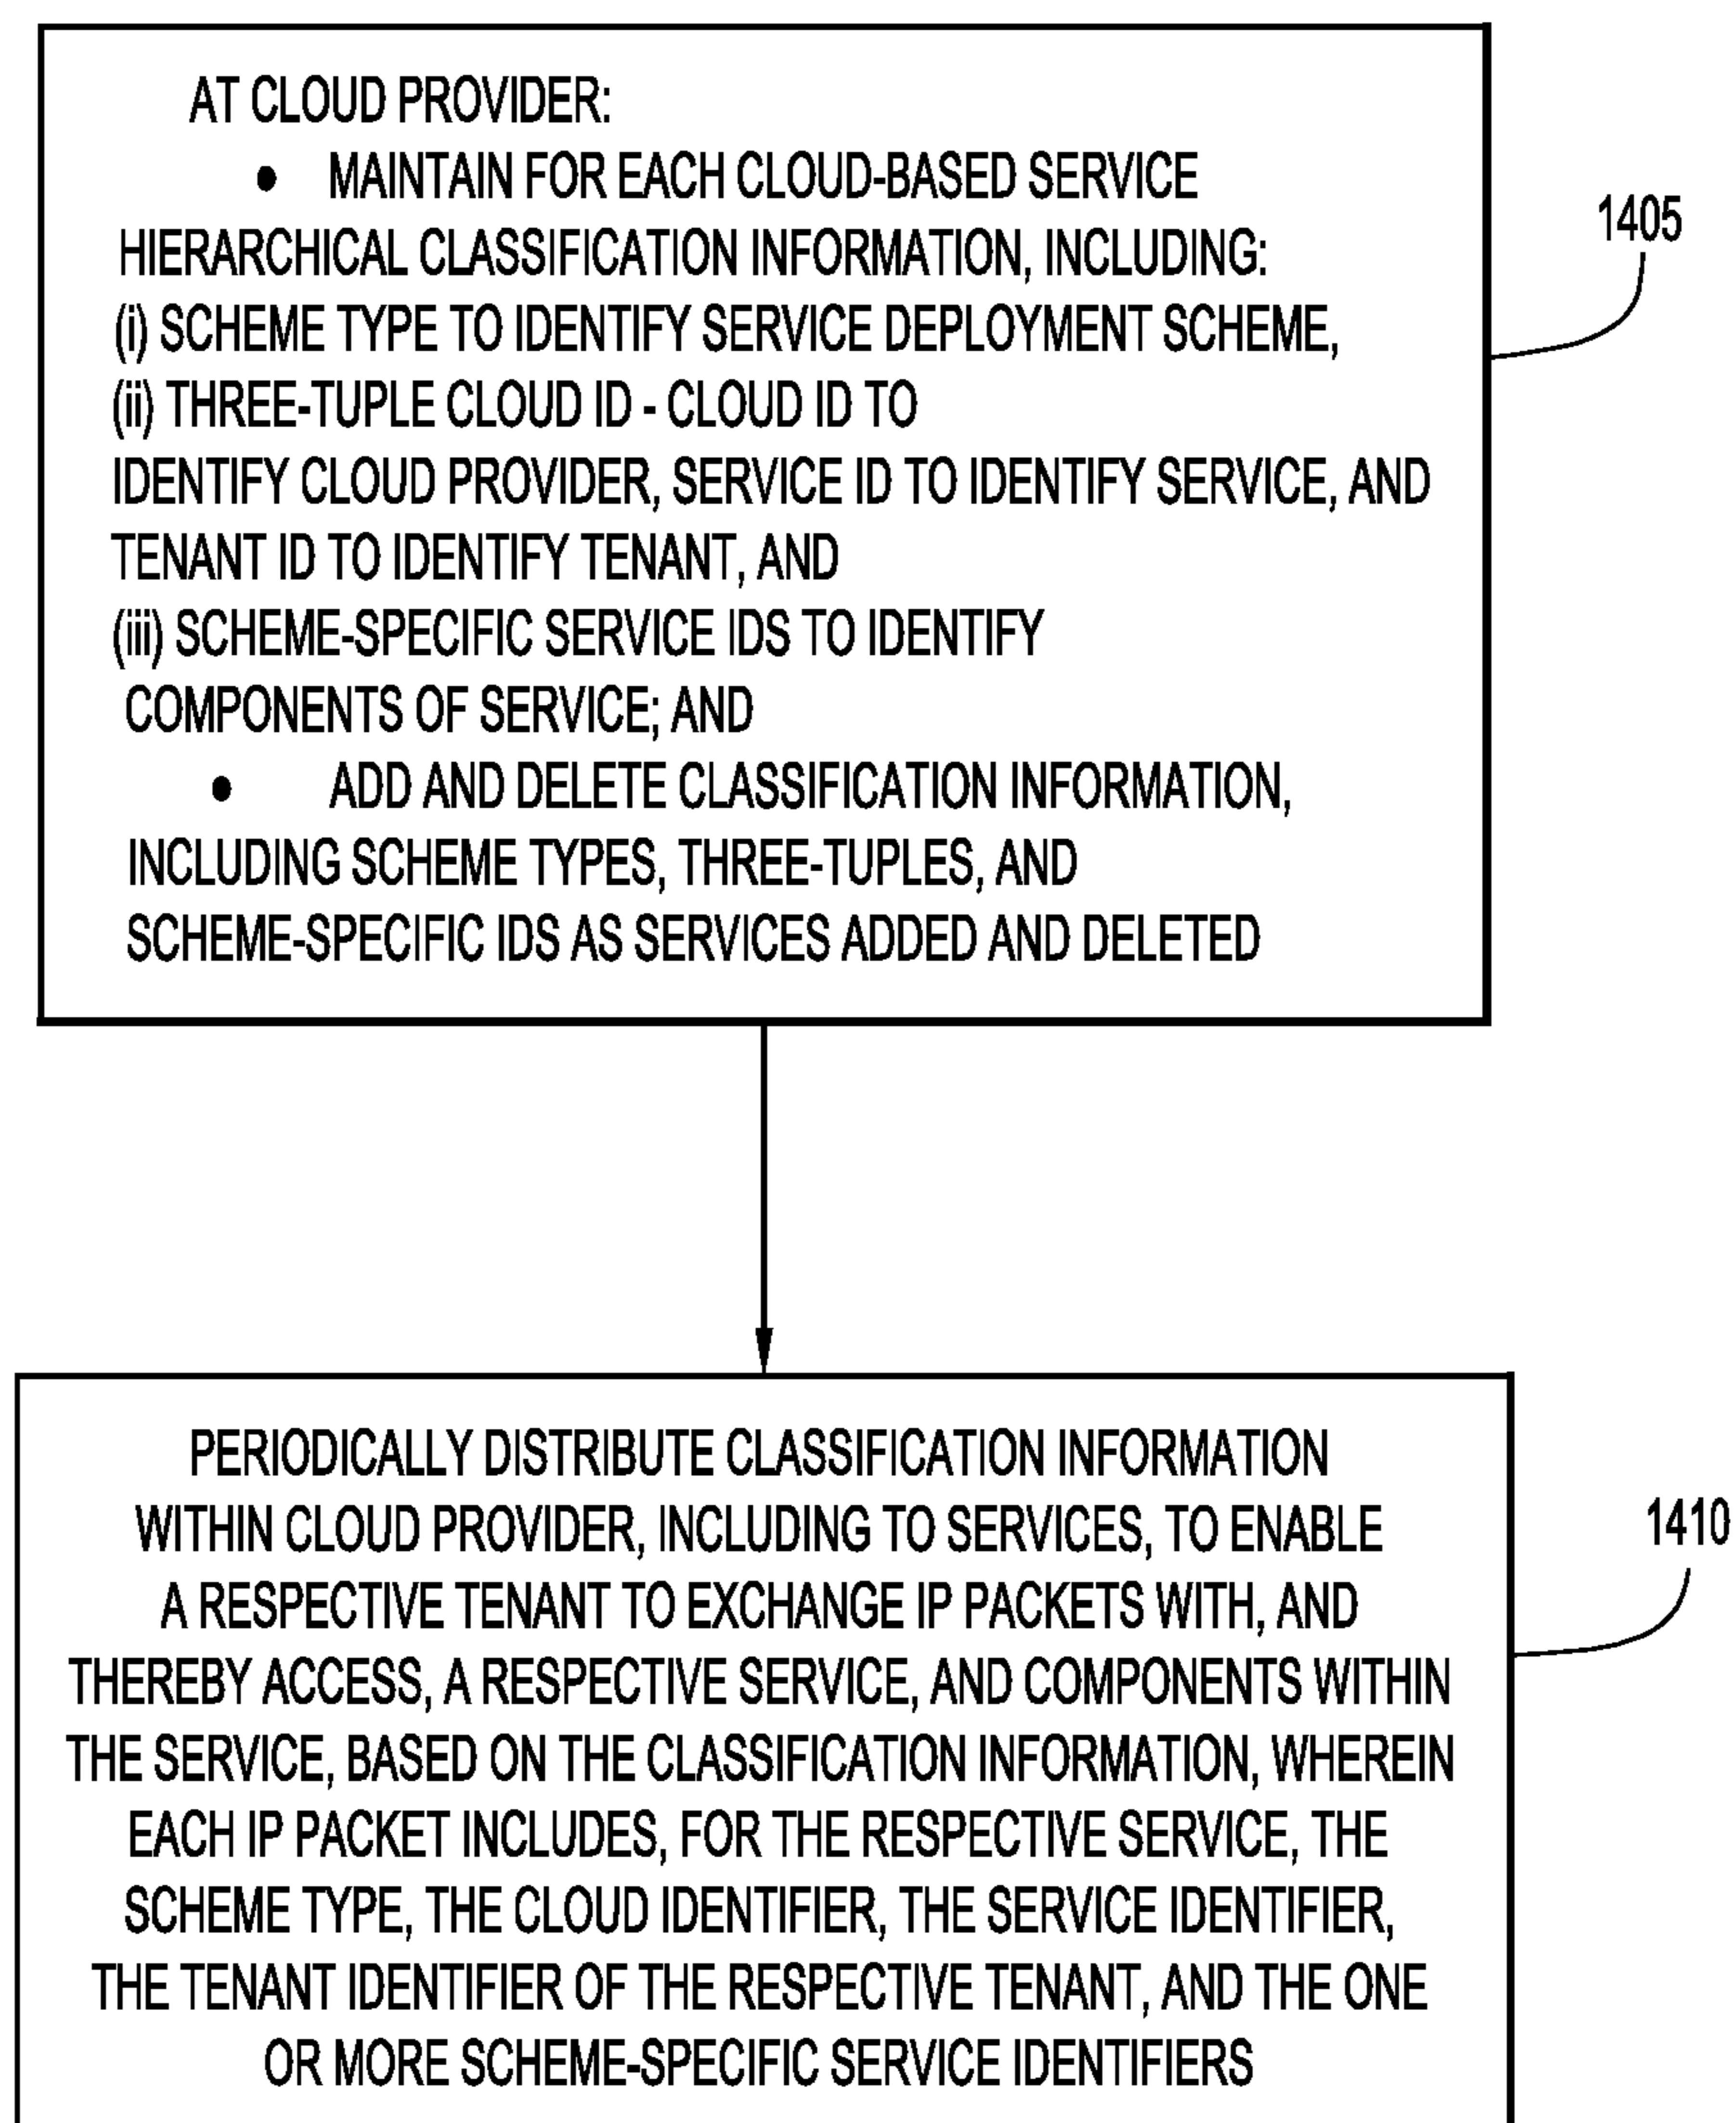 AT CLOUD PROVIDER:
• MAINTAIN FOR EACH CLOUD-BASED SERVICE
HIERARCHICAL CLASSIFICATION INFORMATION, INCLUDING:
(i) SCHEME TYPE TO IDENTIFY SERVICE DEPLOYMENT SCHEME,
(ii) THREE-TUPLE CLOUD ID - CLOUD ID TO
IDENTIFY CLOUD PROVIDER, SERVICE ID TO IDENTIFY SERVICE, AND
TENANT ID TO IDENTIFY TENANT, AND
(iii) SCHEME-SPECIFIC SERVICE IDS TO IDENTIFY
COMPONENTS OF SERVICE; AND
• ADD AND DELETE CLASSIFICATION INFORMATION,
INCLUDING SCHEME TYPES, THREE-TUPLES, AND
SCHEME-SPECIFIC IDS AS SERVICES ADDED AND DELETED
1405
PERIODICALLY DISTRIBUTE CLASSIFICATION INFORMATION
WITHIN CLOUD PROVIDER, INCLUDING TO SERVICES, TO ENABLE
A RESPECTIVE TENANT TO EXCHANGE IP PACKETS WITH, AND
THEREBY ACCESS, A RESPECTIVE SERVICE, AND COMPONENTS WITHIN
THE SERVICE, BASED ON THE CLASSIFICATION INFORMATION, WHEREIN
EACH IP PACKET INCLUDES, FOR THE RESPECTIVE SERVICE, THE
SCHEME TYPE, THE CLOUD IDENTIFIER, THE SERVICE IDENTIFIER,
THE TENANT IDENTIFIER OF THE RESPECTIVE TENANT, AND THE ONE
OR MORE SCHEME-SPECIFIC SERVICE IDENTIFIERS
1410